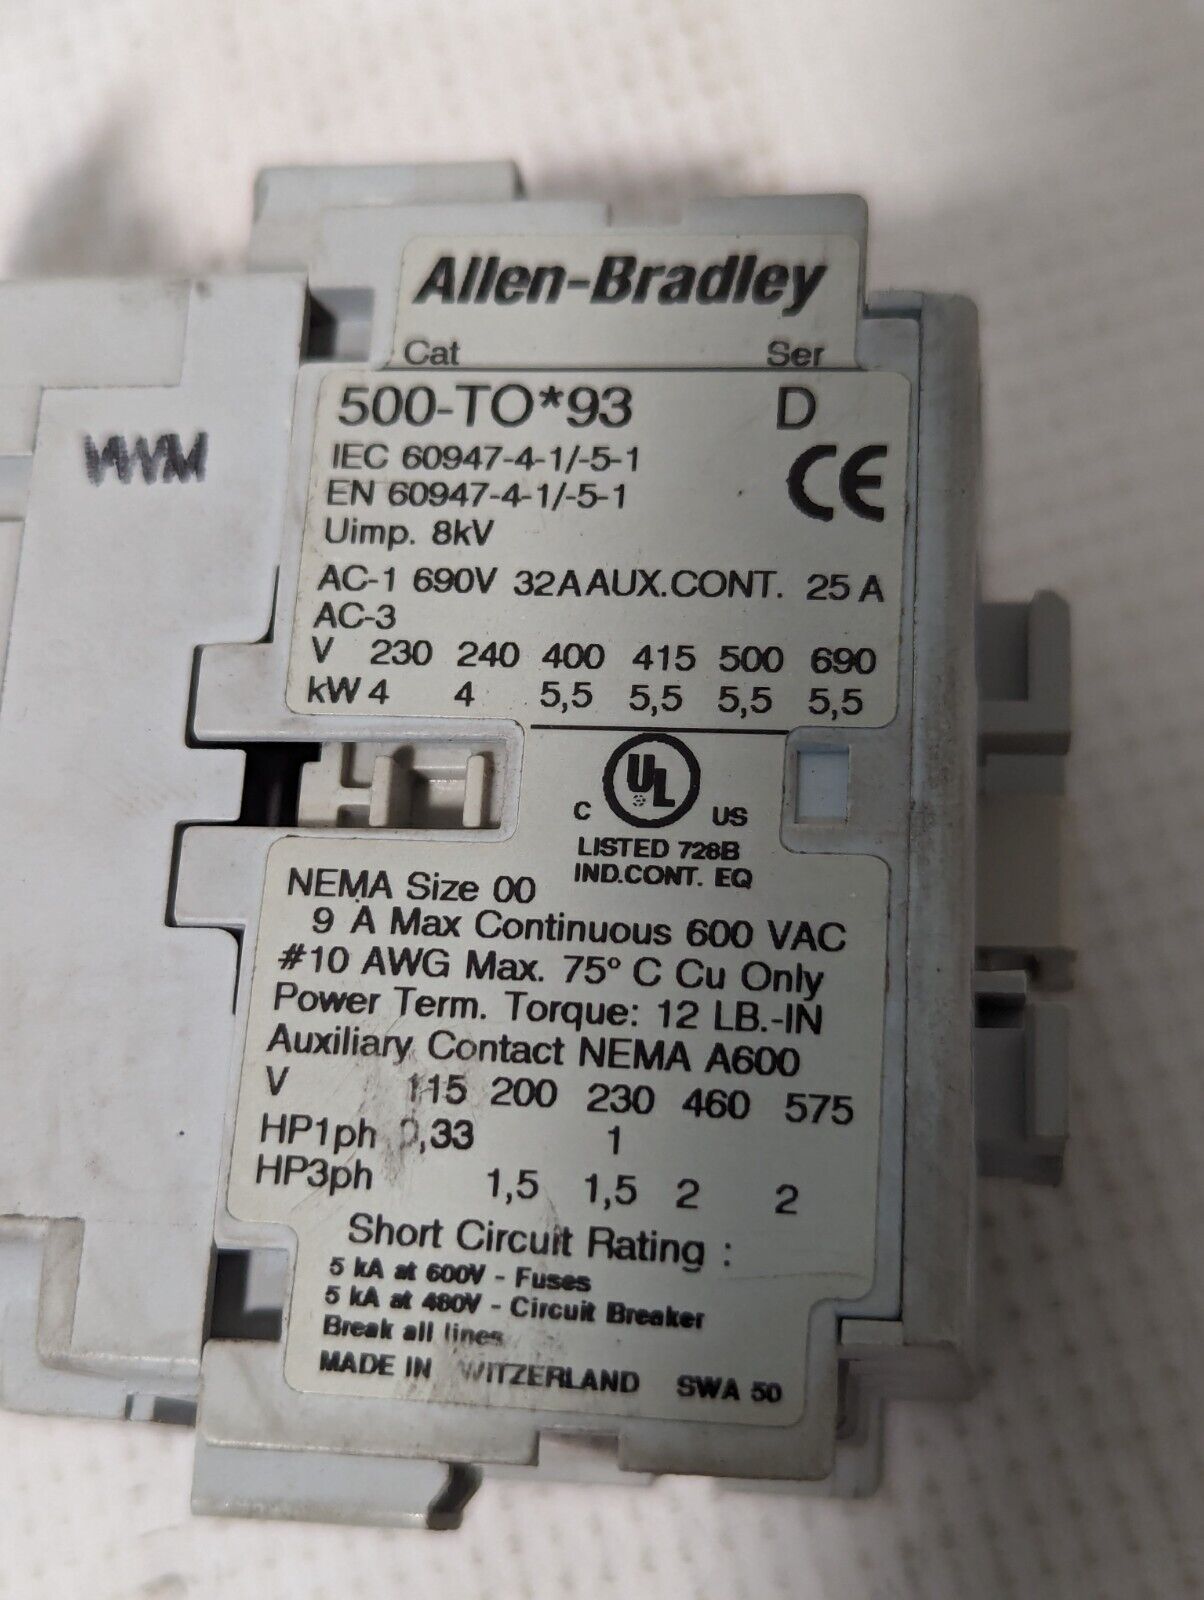 Allen-Bradley
Cat Ser
500-TO*93 D
IEC 60947-4-1/-5-1
EN 60947-4-1/-5-1
CE
Uimp. 8kV
AC-1 690V 32A AUX.CONT. 25 A
AC-3
V 230 240 400 415 500 690
kW 4 4 5,5 5,5 5,5 5,5
C UL US
LISTED 728B
IND.CONT. EQ
NEMA Size 00
9 A Max Continuous 600 VAC
#10 AWG Max. 75° C Cu Only
Power Term. Torque: 12 LB.-IN
Auxiliary Contact NEMA A600
V 115 200 230 460 575
HP1ph 0,33 1
HP3ph 1,5 1,5 2 2
Short Circuit Rating :
5 kA at 600V - Fuses
5 kA at 480V - Circuit Breaker
Break all lines
MADE IN SWITZERLAND SWA 50